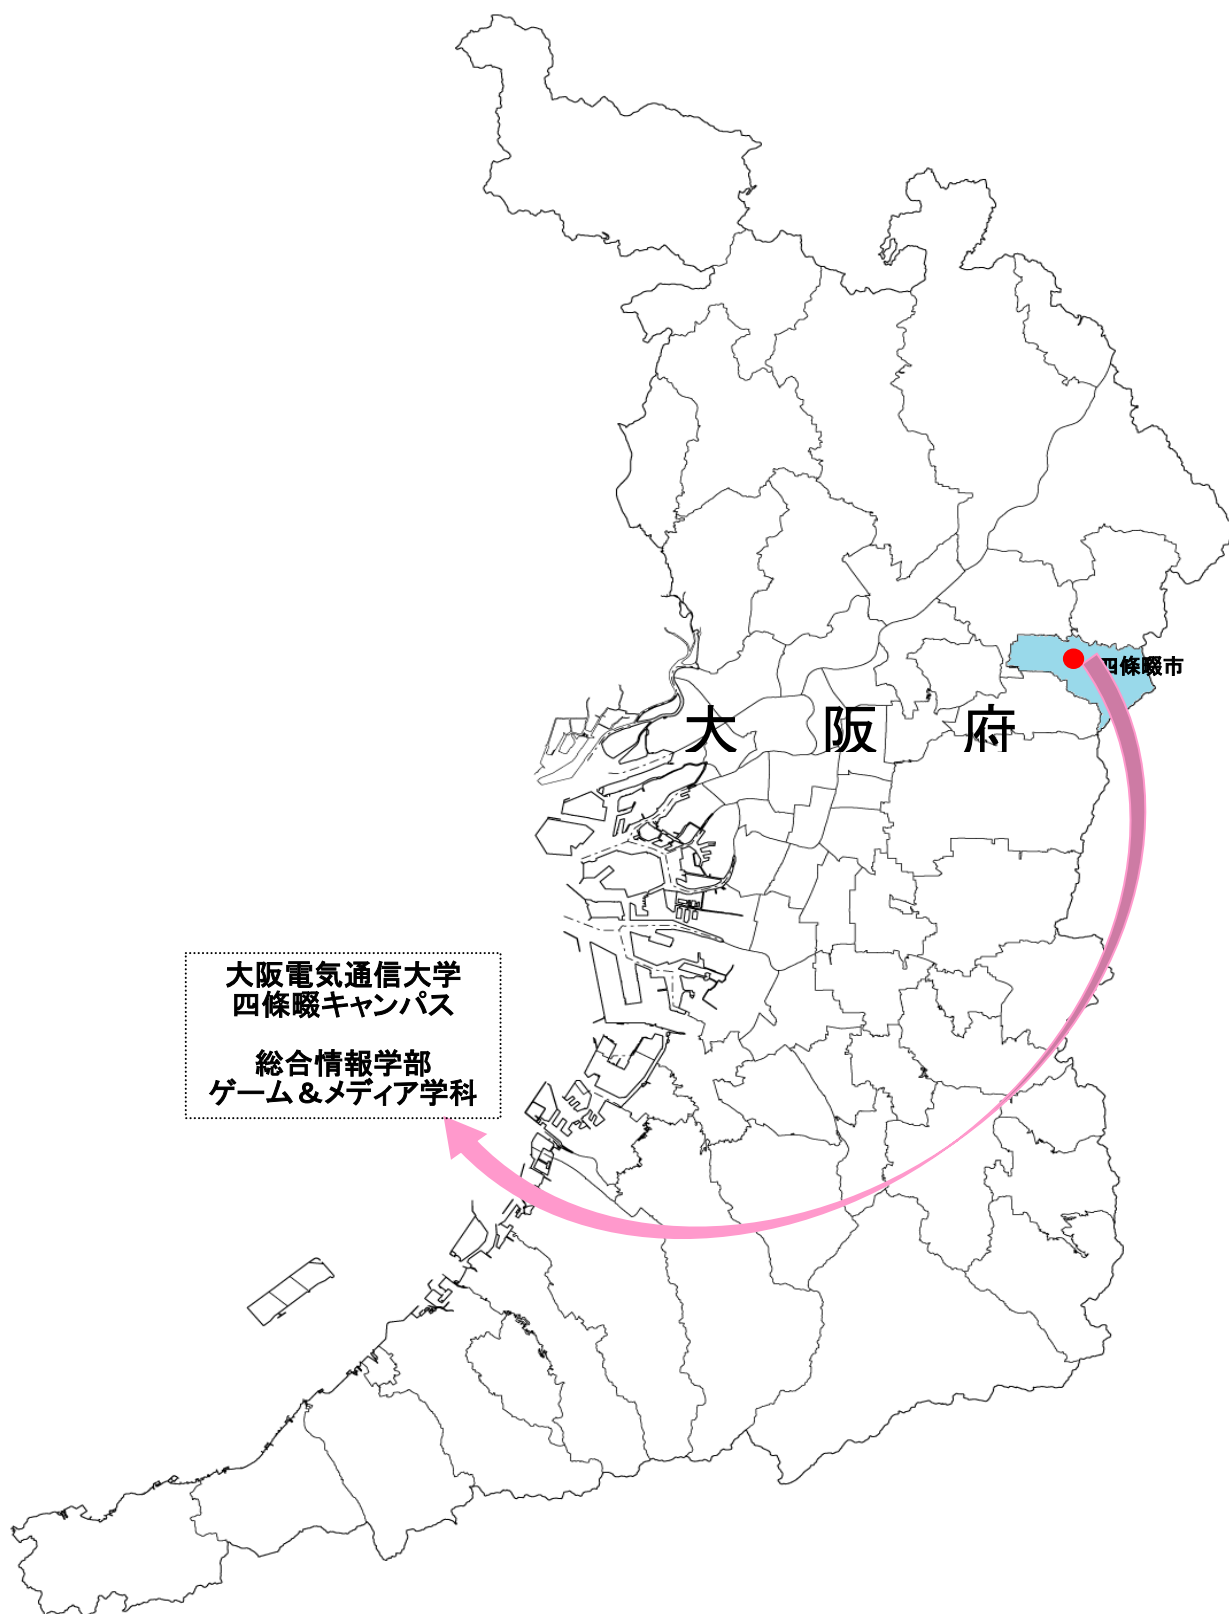 四條畷市
大阪府
大阪電気通信大学
四條畷キャンパス
総合情報学部
ゲーム＆メディア学科